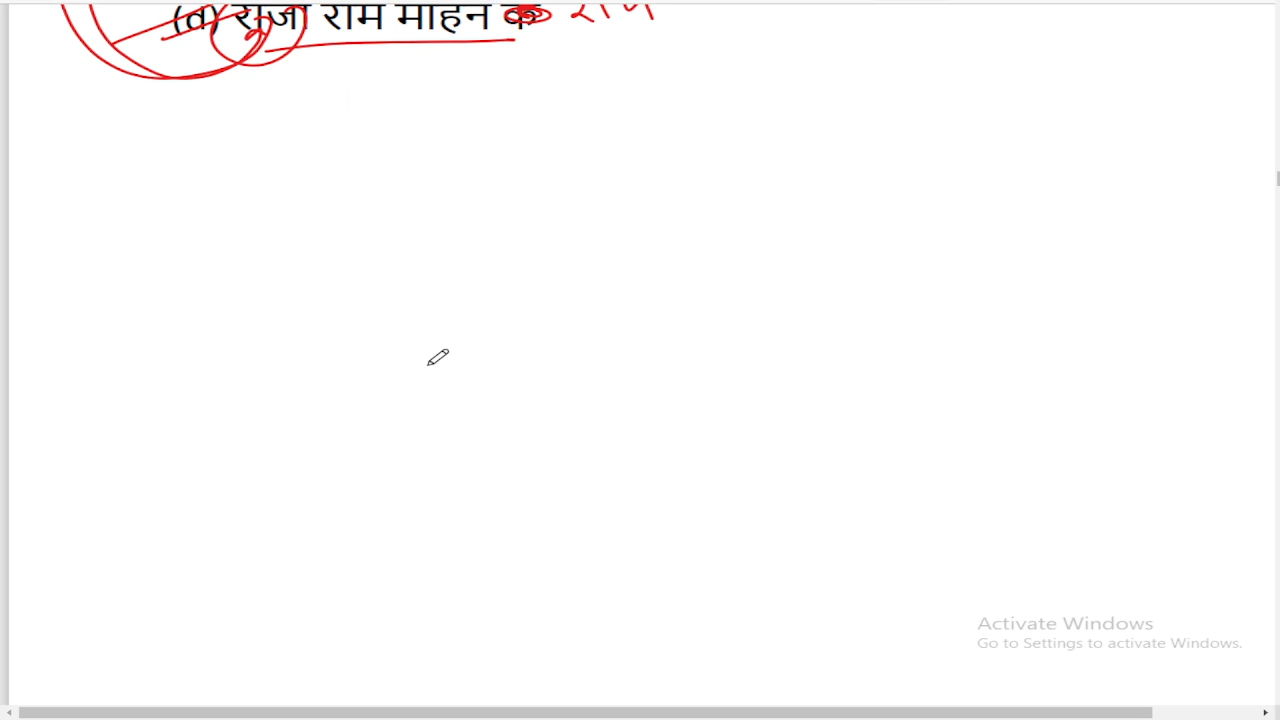 (d) राजा राम मोहन के राय
Activate Windows
Go to Settings to activate Windows.